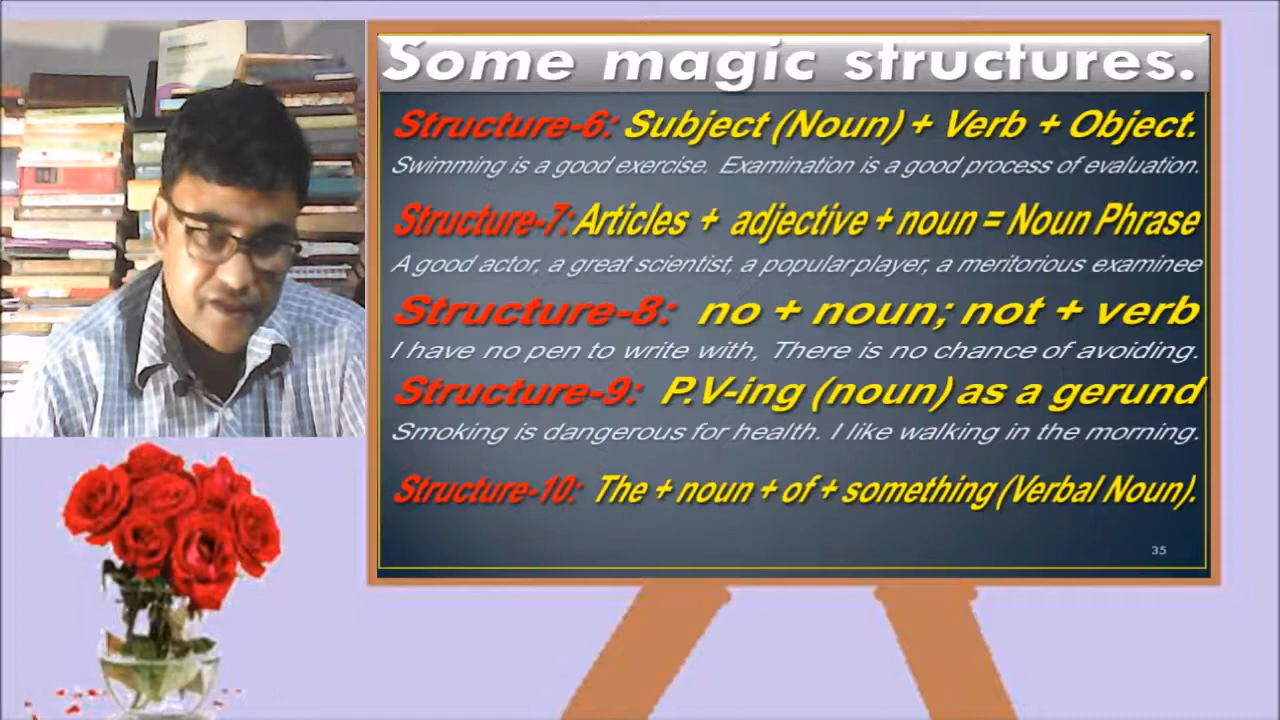 Some magic structures.
Structure-6: Subject (Noun) + Verb + Object.
Swimming is a good exercise. Examination is a good process of evaluation.
Structure-7: Articles + adjective + noun = Noun Phrase
A good actor, a great scientist, a popular player, a meritorious examinee
Structure-8: no + noun; not + verb
I have no pen to write with, There is no chance of avoiding.
Structure-9: P.V-ing (noun) as a gerund
Smoking is dangerous for health. I like walking in the morning.
Structure-10: The + noun + of + something (Verbal Noun).
35